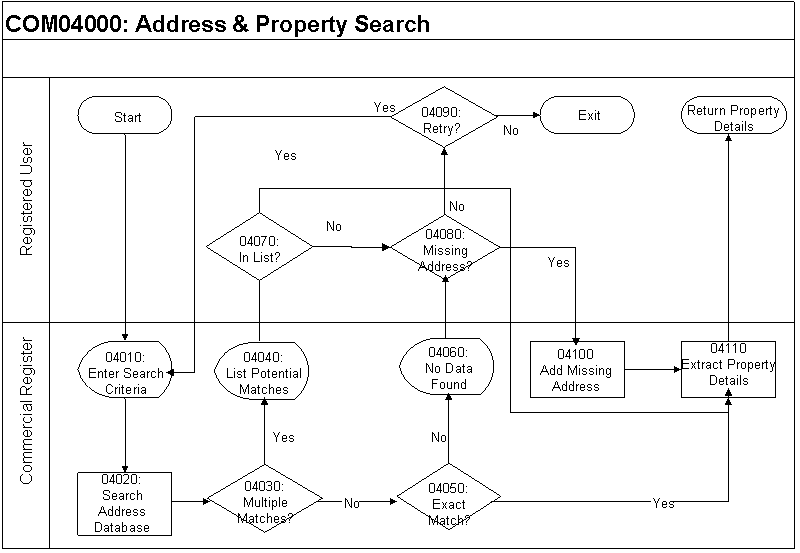 COM04000: Address & Property Search
Registered User
Start
Yes
04090:
Retry?
No
Exit
Return Property
Details
Yes
04070:
In List?
No
No
04080:
Missing
Address?
Yes
Commercial Register
04010:
Enter Search
Criteria
04040:
List Potential
Matches
04060:
No Data
Found
04100
Add Missing
Address
04110
Extract Property
Details
Yes
No
04020:
Search
Address
Database
04030:
Multiple
Matches?
No
04050:
Exact
Match?
Yes